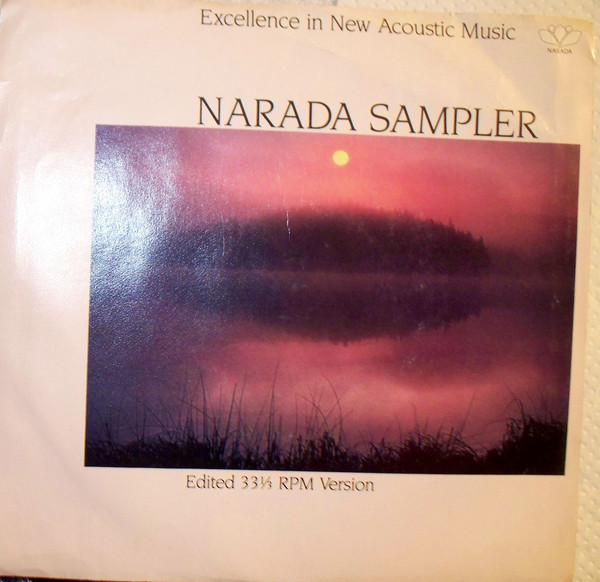 Excellence in New Acoustic Music
NARADA
NARADA SAMPLER
Edited 33⅓ RPM Version